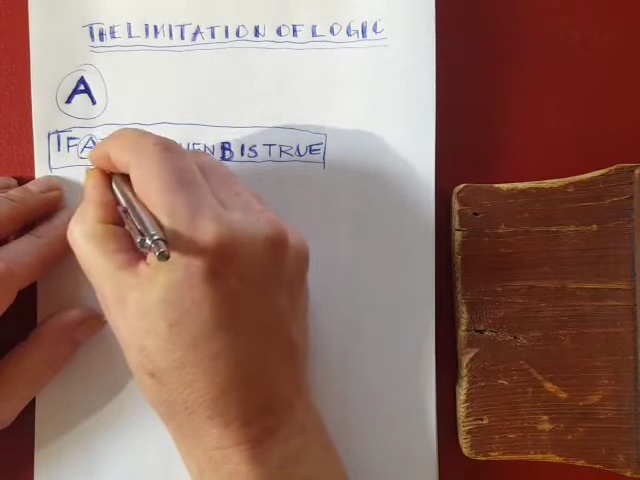 THE LIMITATION OF LOGIC
A
IF A B IS TRUE